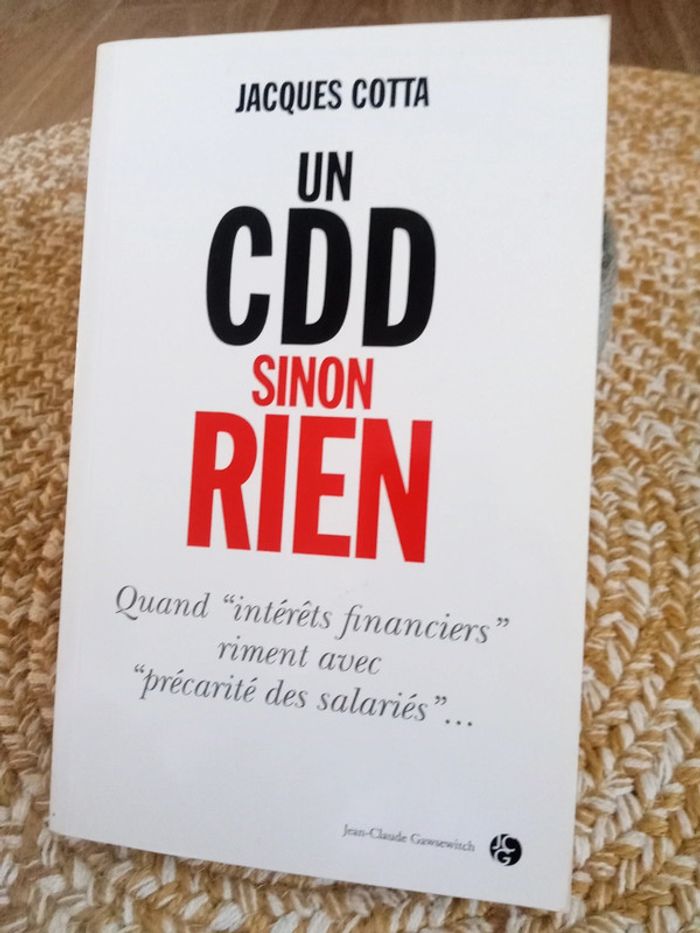 JACQUES COTTA
UN
CDD
SINON
RIEN
Quand “intérêts financiers”
riment avec
“précarité des salariés”...
Jean-Claude Gawsewitch
JCG